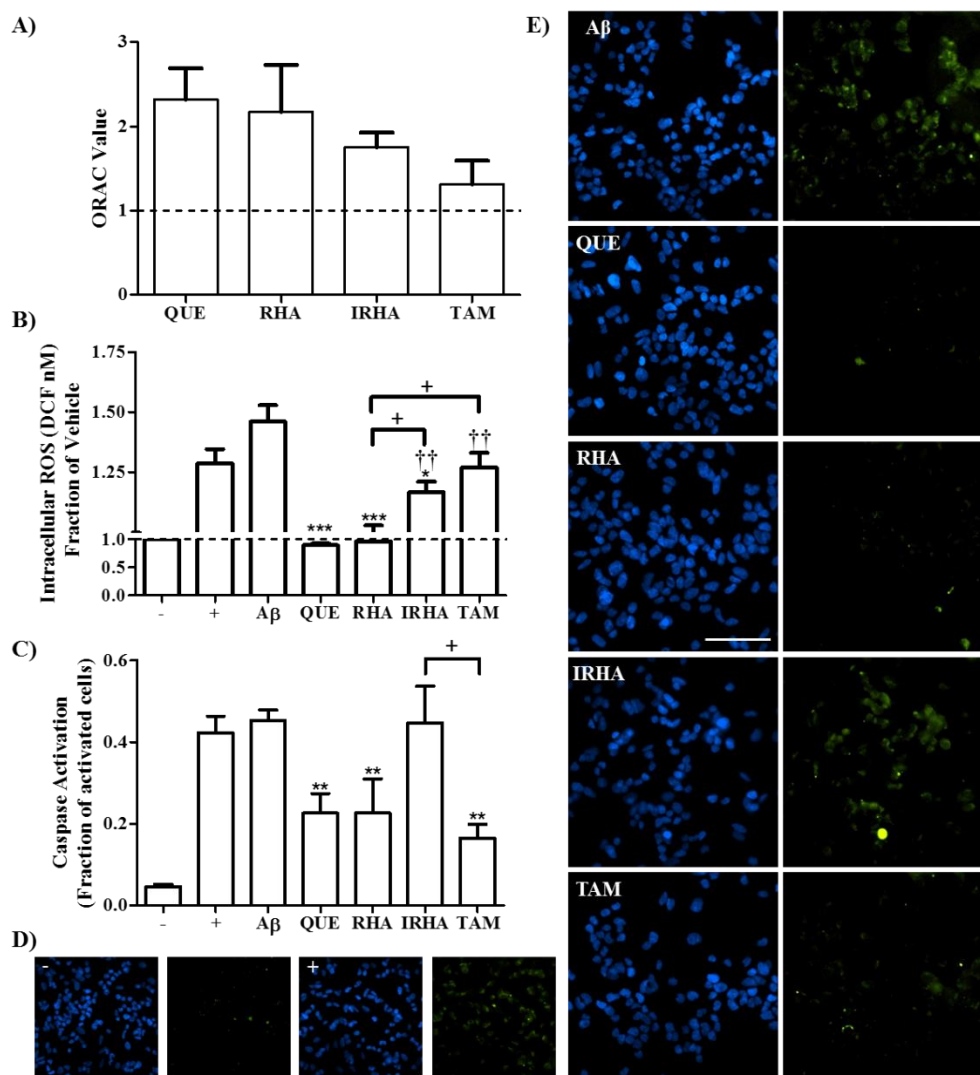 A)
ORAC Value
3
2
1
0
QUE RHA IRHA TAM
B)
Intracellular ROS (DCF nM)
Fraction of Vehicle
1.75
1.50
1.25
1.0
0.5
0.0
*** *** †† * ††
+ +
- + Aβ QUE RHA IRHA TAM
C)
Caspase Activation
(Fraction of activated cells)
0.6
0.4
0.2
0.0
** ** **
+
- + Aβ QUE RHA IRHA TAM
D)
- +
E)
Aβ
QUE
RHA
IRHA
TAM